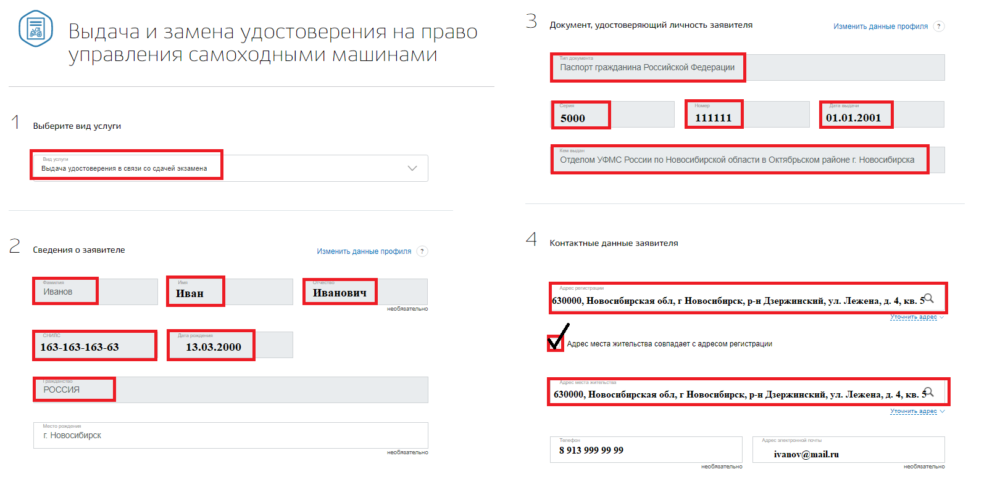 Выдача и замена удостоверения на право
управления самоходными машинами
1 Выберите вид услуги
Вид услуги
Выдача удостоверения в связи со сдачей экзамена
2 Сведения о заявителе Изменить данные профиля ?
Фамилия Имя Отчество
Иванов Иван Иванович
необязательно
СНИЛС Дата рождения
163-163-163-63 13.03.2000
Гражданство
РОССИЯ
Место рождения
г. Новосибирск
необязательно
3 Документ, удостоверяющий личность заявителя Изменить данные профиля ?
Тип документа
Паспорт гражданина Российской Федерации
Серия Номер Дата выдачи
5000 111111 01.01.2001
Кем выдан
Отделом УФМС России по Новосибирской области в Октябрьском районе г. Новосибирска
4 Контактные данные заявителя
Адрес регистрации
630000, Новосибирская обл, г Новосибирск, р-н Дзержинский, ул. Лежена, д. 4, кв. 5
Уточнить адрес
Адрес места жительства совпадает с адресом регистрации
Адрес места жительства
630000, Новосибирская обл, г Новосибирск, р-н Дзержинский, ул. Лежена, д. 4, кв. 5
Уточнить адрес
Телефон Адрес электронной почты
8 913 999 99 99 ivanov@mail.ru
необязательно необязательно